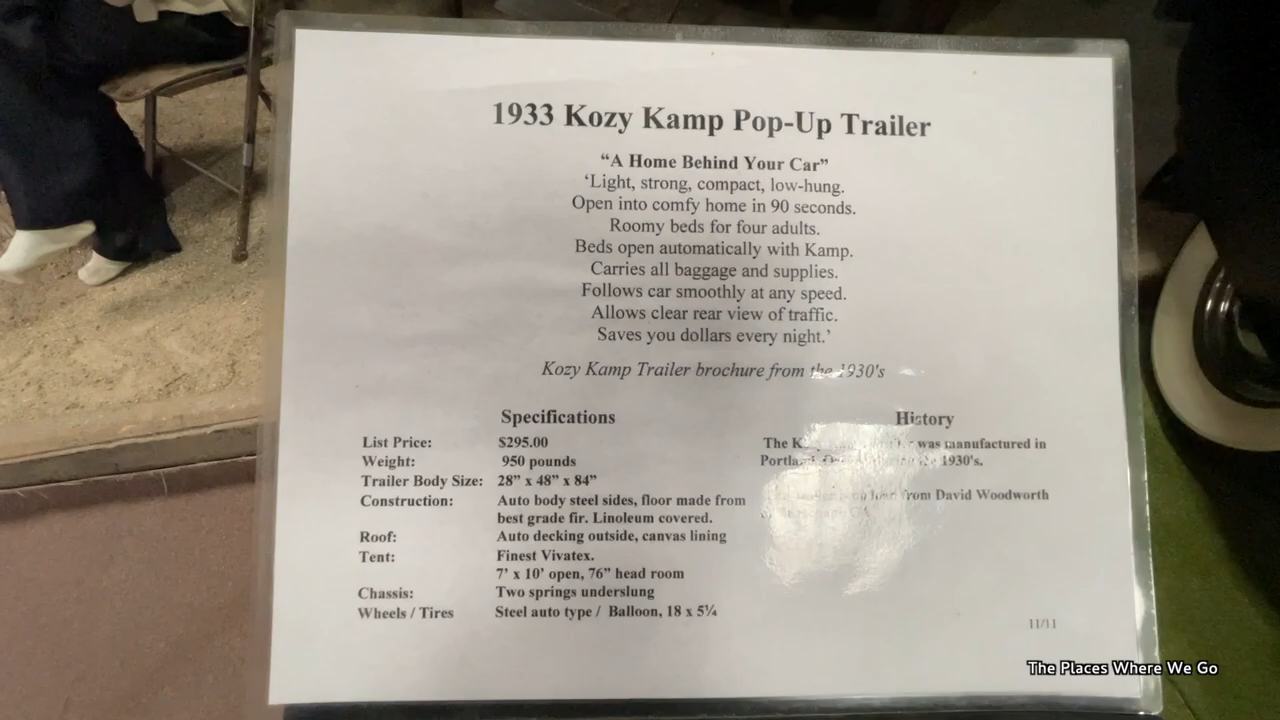 1933 Kozy Kamp Pop-Up Trailer
“A Home Behind Your Car”
‘Light, strong, compact, low-hung.
Open into comfy home in 90 seconds.
Roomy beds for four adults.
Beds open automatically with Kamp.
Carries all baggage and supplies.
Follows car smoothly at any speed.
Allows clear rear view of traffic.
Saves you dollars every night.’
Kozy Kamp Trailer brochure from the 1930's
Specifications
List Price: $295.00
Weight: 950 pounds
Trailer Body Size: 28” x 48” x 84”
Construction: Auto body steel sides, floor made from
best grade fir. Linoleum covered.
Roof: Auto decking outside, canvas lining
Tent: Finest Vivatex.
7’ x 10’ open, 76” head room
Chassis: Two springs underslung
Wheels / Tires Steel auto type / Balloon, 18 x 5¼
History
The was manufactured in
Portland, 1930's.
from David Woodworth
11/11
The Places Where We Go